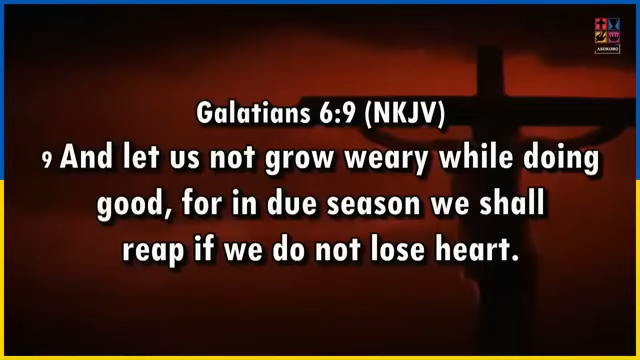 ASOKORO
Galatians 6:9 (NKJV)
9 And let us not grow weary while doing
good, for in due season we shall
reap if we do not lose heart.